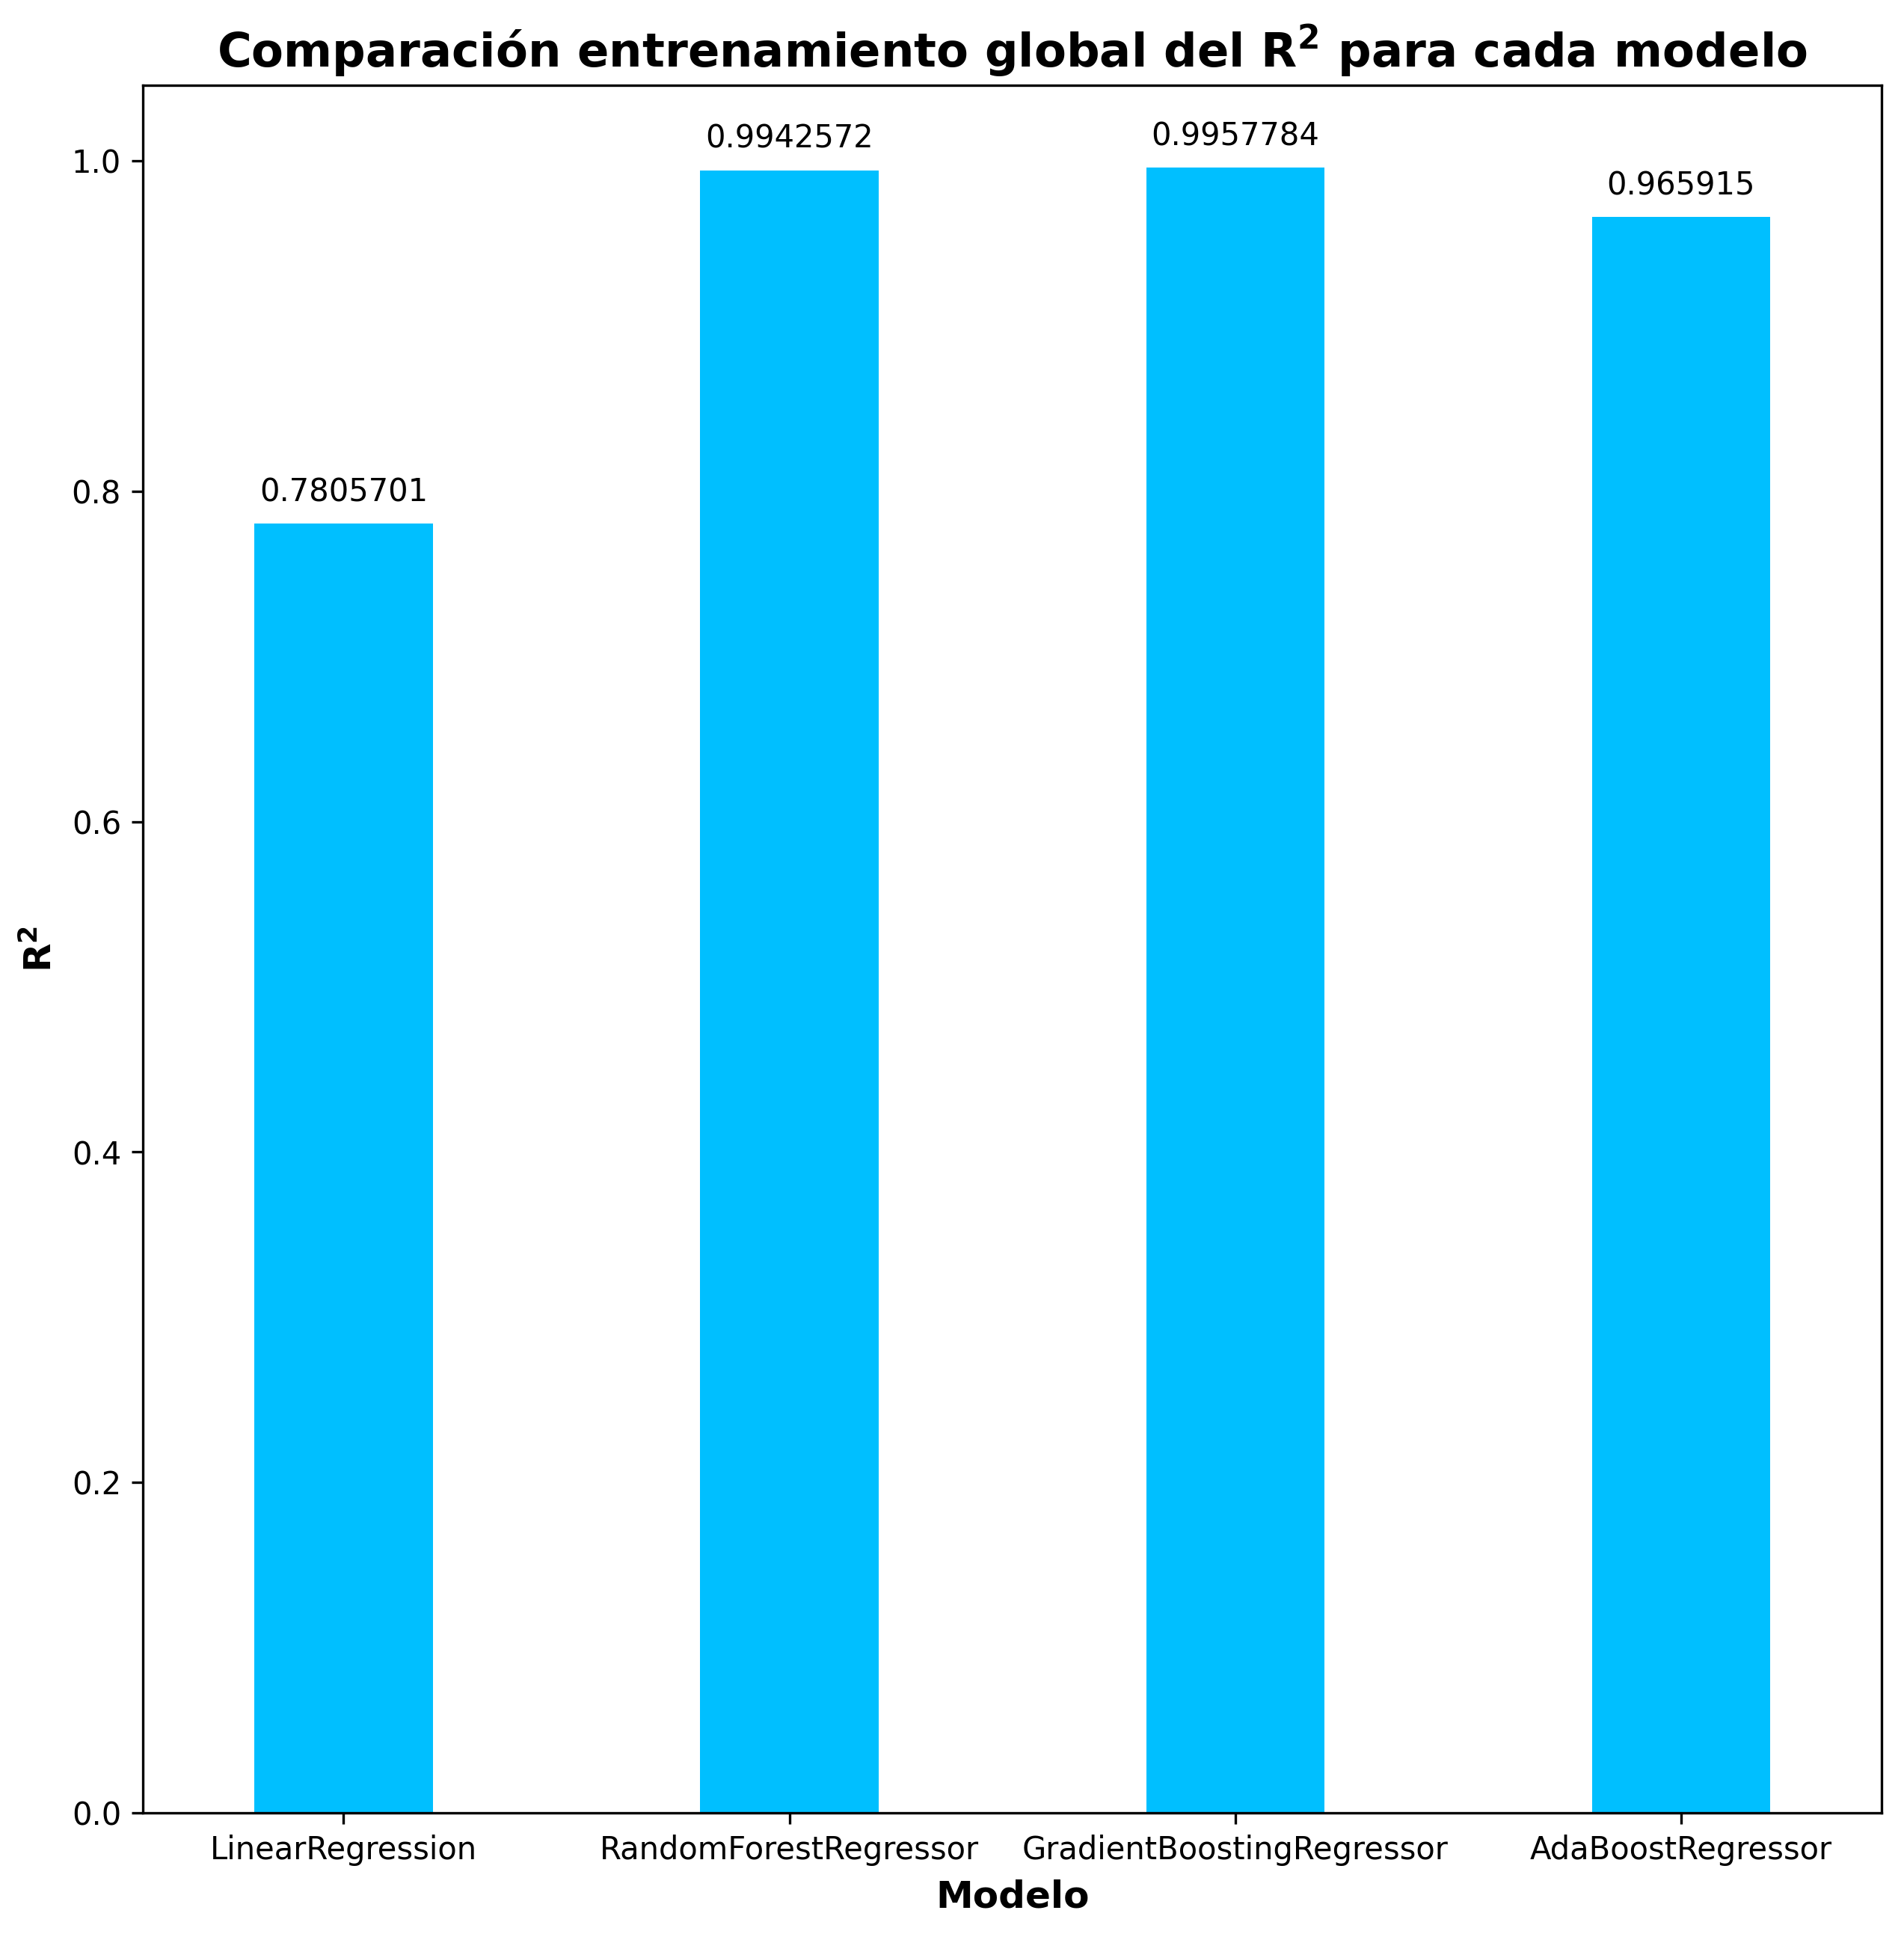 Comparación entrenamiento global del R² para cada modelo
0.7805701
0.9942572
0.9957784
0.965915
1.0
0.8
0.6
0.4
0.2
0.0
R²
LinearRegression
RandomForestRegressor
GradientBoostingRegressor
AdaBoostRegressor
Modelo